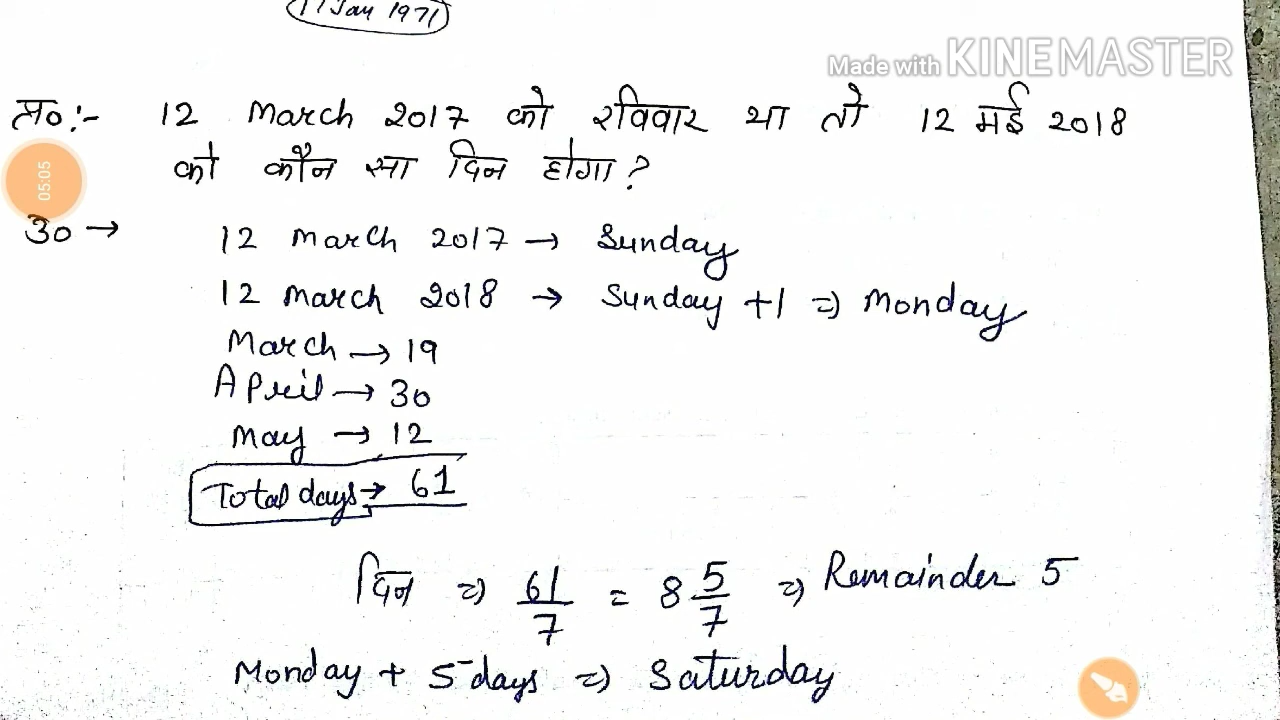 11 Jan 1971
Made with KINEMASTER
प्र०:- 12 March 2017 को रविवार था तो 12 मई 2018
को कौन सा दिन होगा?
05:05
उ० → 12 March 2017 → Sunday
12 March 2018 → Sunday +1 => Monday
March → 19
April → 30
May → 12
Total days → 61
दिन => 61/7 = 8 5/7 => Remainder 5
Monday + 5 days => Saturday